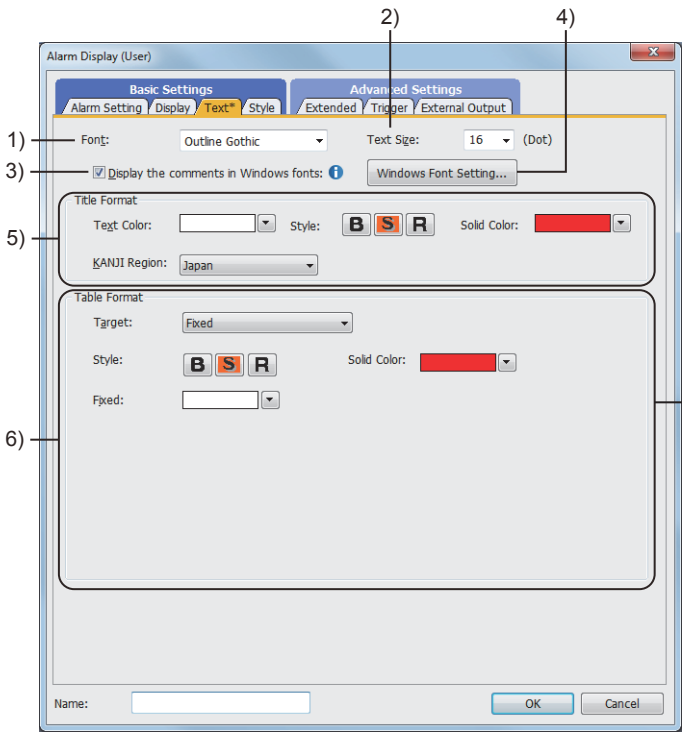 2) 4)
Alarm Display (User) x
Basic Settings Advanced Settings
Alarm Setting Display Text* Style Extended Trigger External Output
1) Font: Outline Gothic Text Size: 16 (Dot)
3) Display the comments in Windows fonts: i Windows Font Setting...
Title Format
5) Text Color: Style: B S R Solid Color:
KANJI Region: Japan
Table Format
Target: Fixed
Style: B S R Solid Color:
Fixed:
6)
Name: OK Cancel